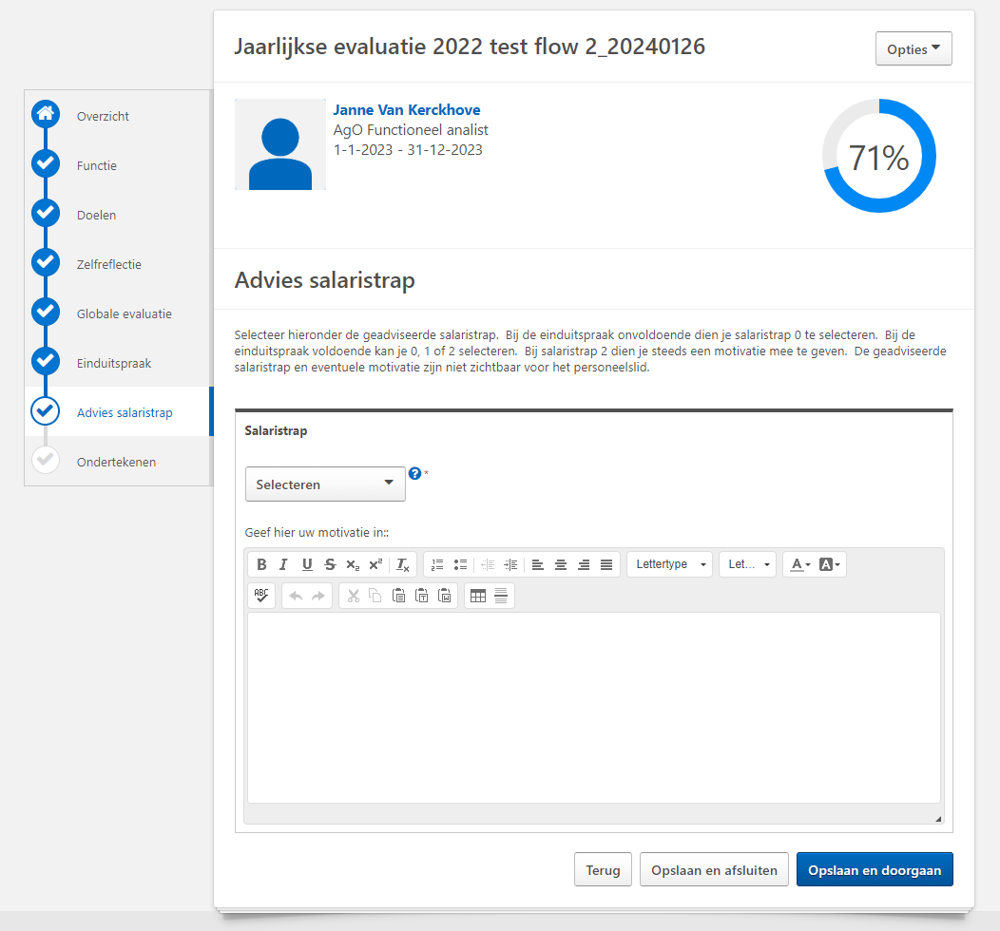 Jaarlijkse evaluatie 2022 test flow 2_20240126
Opties
Overzicht
Functie
Doelen
Zelfreflectie
Globale evaluatie
Einduitspraak
Advies salaristrap
Ondertekenen
Janne Van Kerckhove
AgO Functioneel analist
1-1-2023 - 31-12-2023
71%
Advies salaristrap
Selecteer hieronder de geadviseerde salaristrap.  Bij de einduitspraak onvoldoende dien je salaristrap 0 te selecteren.  Bij de
einduitspraak voldoende kan je 0, 1 of 2 selecteren.  Bij salaristrap 2 dien je steeds een motivatie mee te geven.  De geadviseerde
salaristrap en eventuele motivatie zijn niet zichtbaar voor het personeelslid.
Salaristrap
Selecteren ? *
Geef hier uw motivatie in::
B I U S x₂ x² Tx Lettertype Let... A A
ABC
Terug Opslaan en afsluiten Opslaan en doorgaan